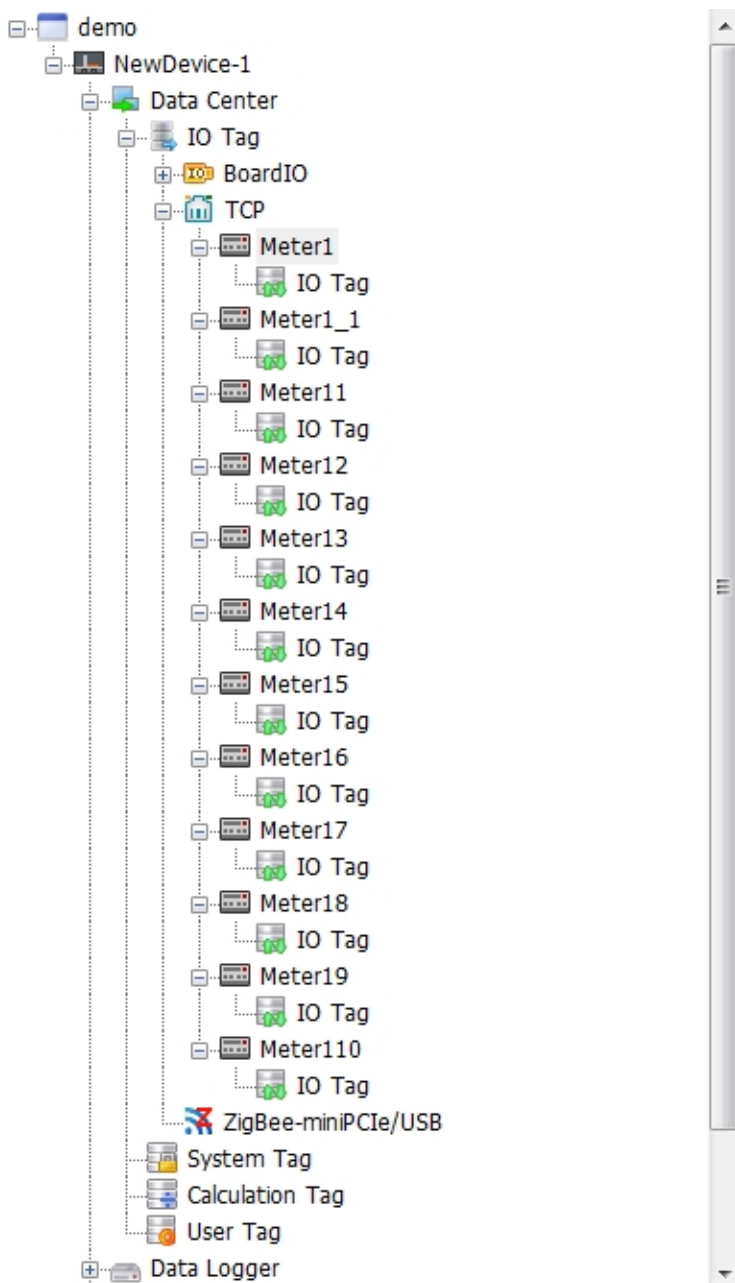 demo
NewDevice-1
Data Center
IO Tag
BoardIO
TCP
Meter1
IO Tag
Meter1_1
IO Tag
Meter11
IO Tag
Meter12
IO Tag
Meter13
IO Tag
Meter14
IO Tag
Meter15
IO Tag
Meter16
IO Tag
Meter17
IO Tag
Meter18
IO Tag
Meter19
IO Tag
Meter110
IO Tag
ZigBee-miniPCIe/USB
System Tag
Calculation Tag
User Tag
Data Logger